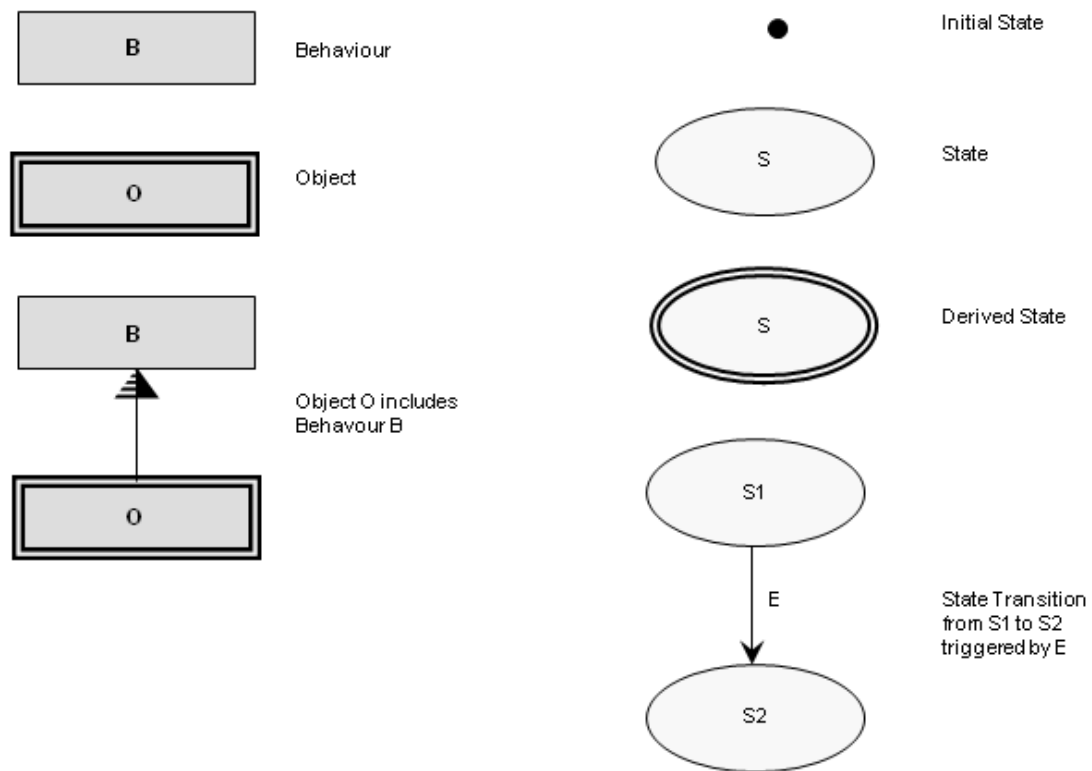 B
Behaviour
O
Object
B
Object O includes
Behavour B
O
Initial State
S
State
S
Derived State
S1
E
State Transition
from S1 to S2
triggered by E
S2